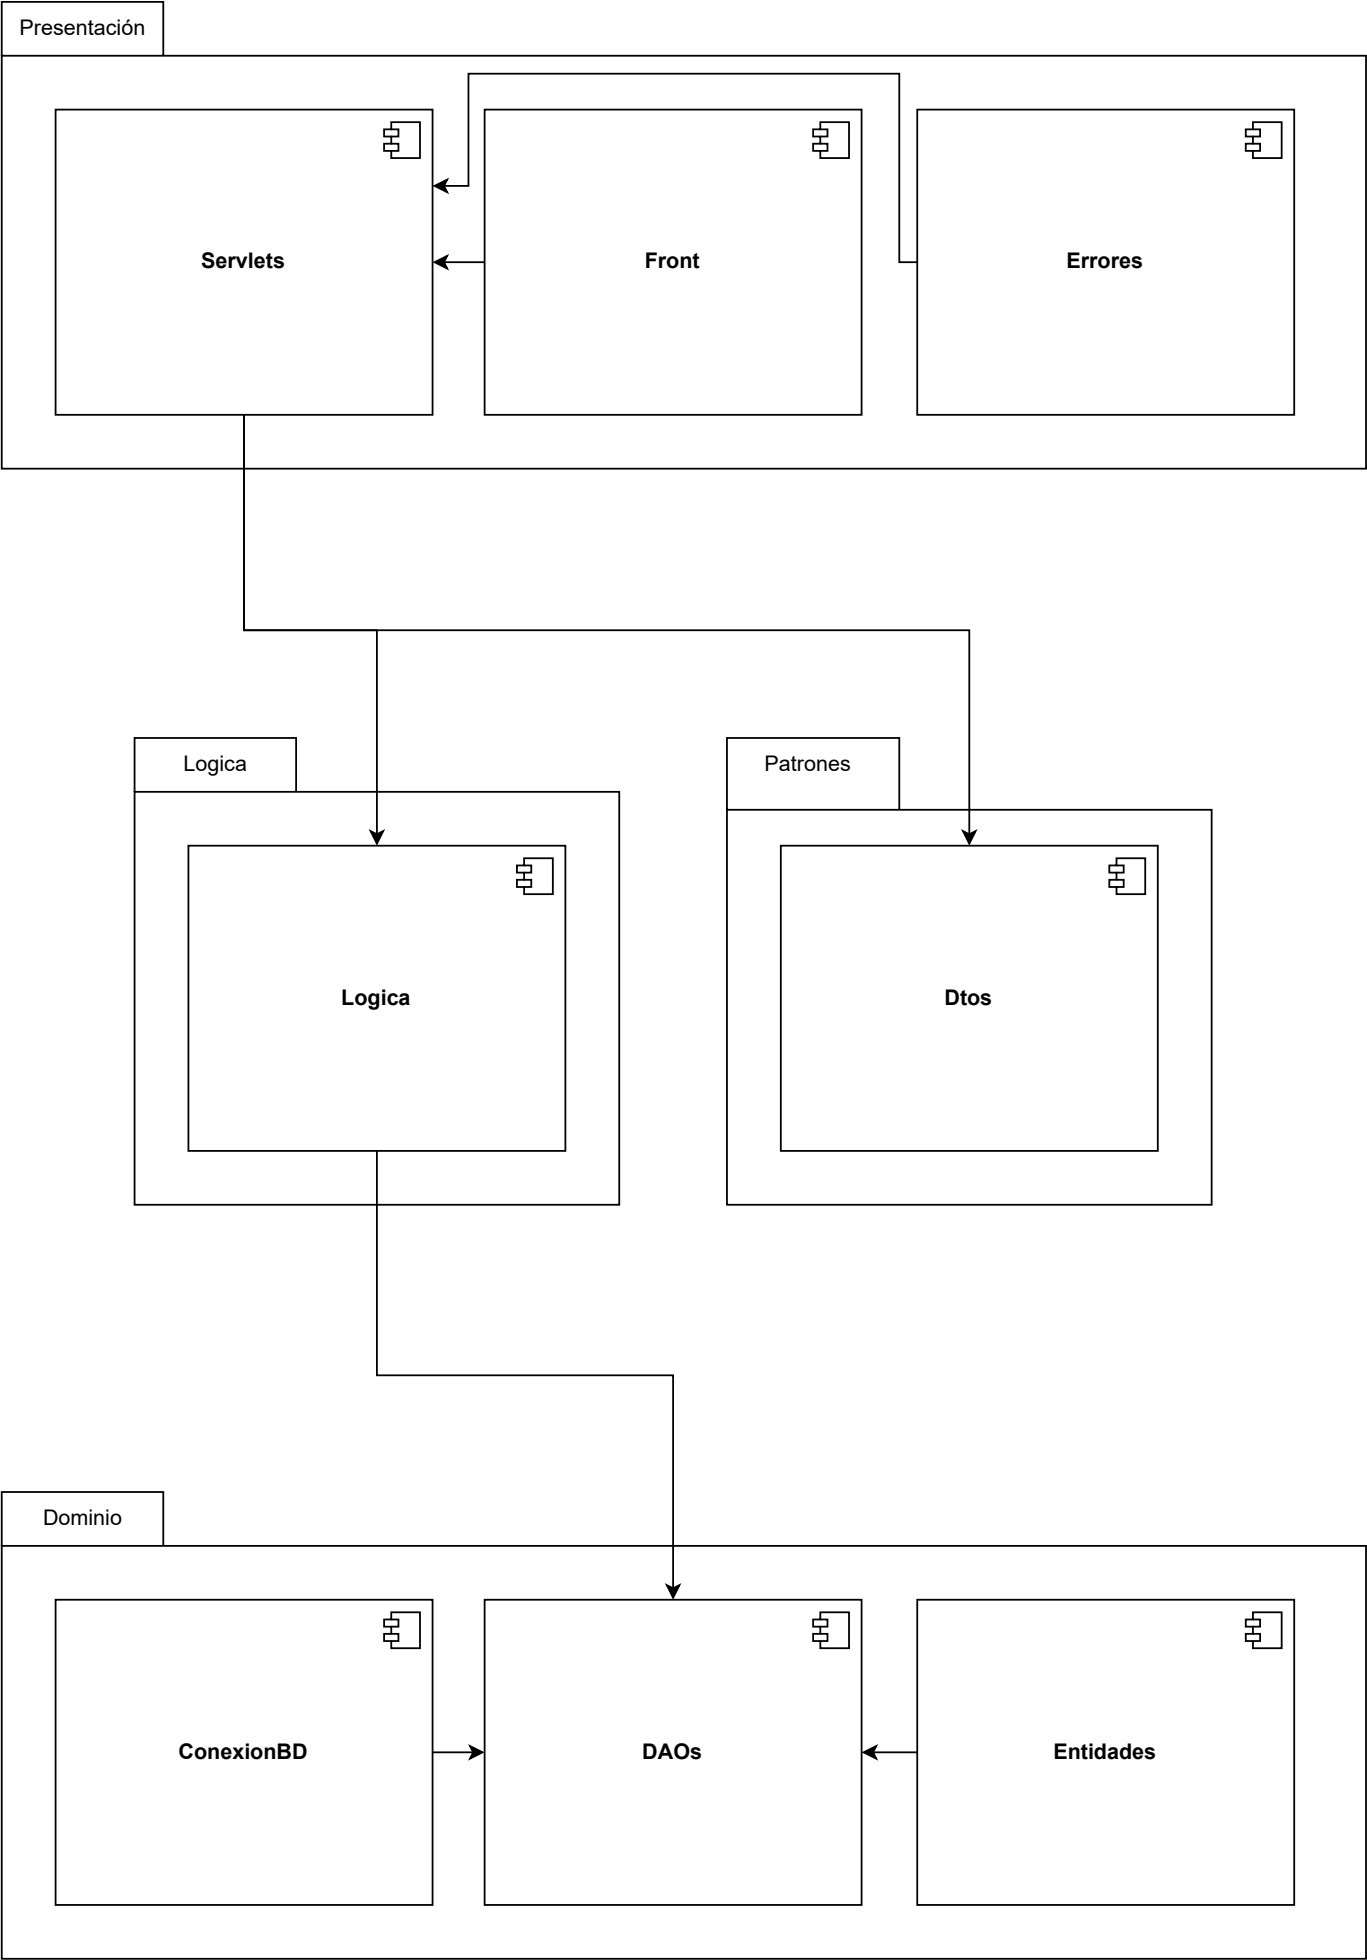 Presentación
Servlets
Front
Errores
Logica
Patrones
Logica
Dtos
Dominio
ConexionBD
DAOs
Entidades